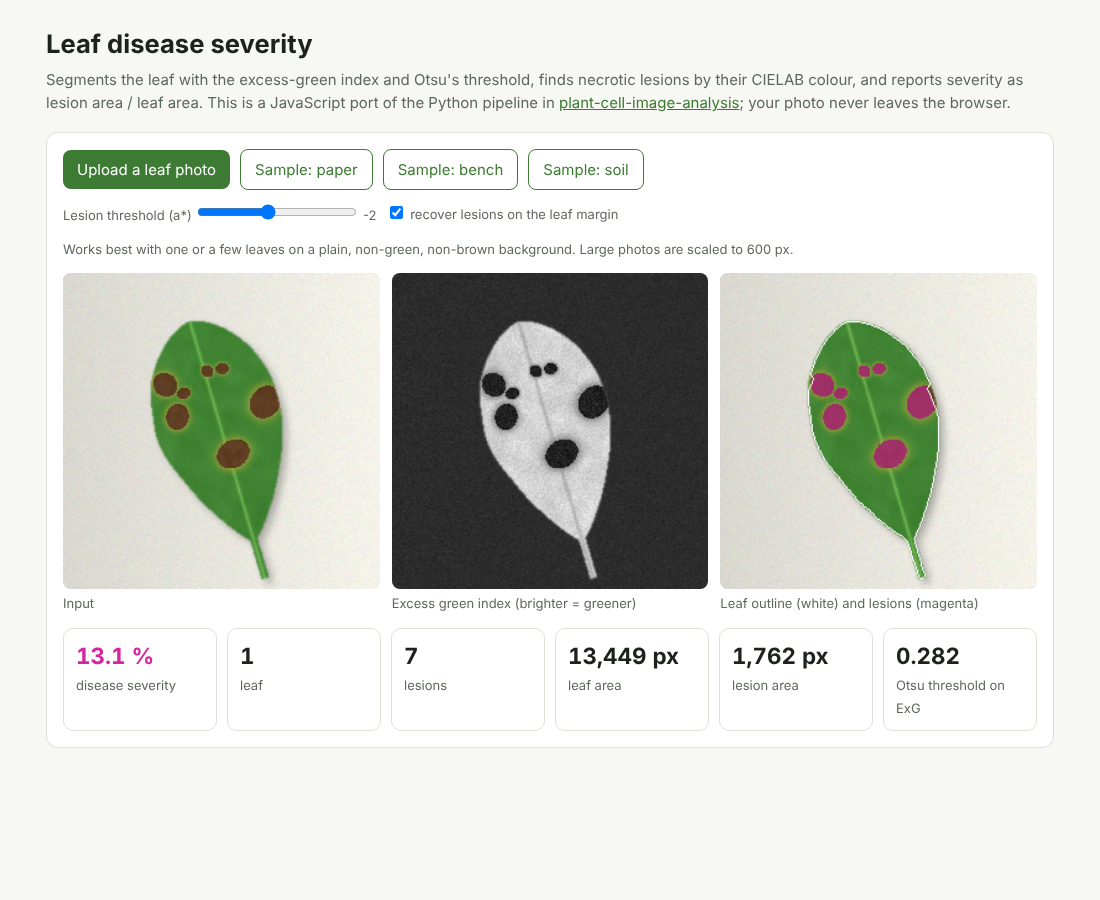 Leaf disease severity
Segments the leaf with the excess-green index and Otsu's threshold, finds necrotic lesions by their CIELAB colour, and reports severity as
lesion area / leaf area. This is a JavaScript port of the Python pipeline in plant-cell-image-analysis; your photo never leaves the browser.
Upload a leaf photo
Sample: paper
Sample: bench
Sample: soil
Lesion threshold (a*) -2 recover lesions on the leaf margin
Works best with one or a few leaves on a plain, non-green, non-brown background. Large photos are scaled to 600 px.
Input
Excess green index (brighter = greener)
Leaf outline (white) and lesions (magenta)
13.1 %
disease severity
1
leaf
7
lesions
13,449 px
leaf area
1,762 px
lesion area
0.282
Otsu threshold on
ExG